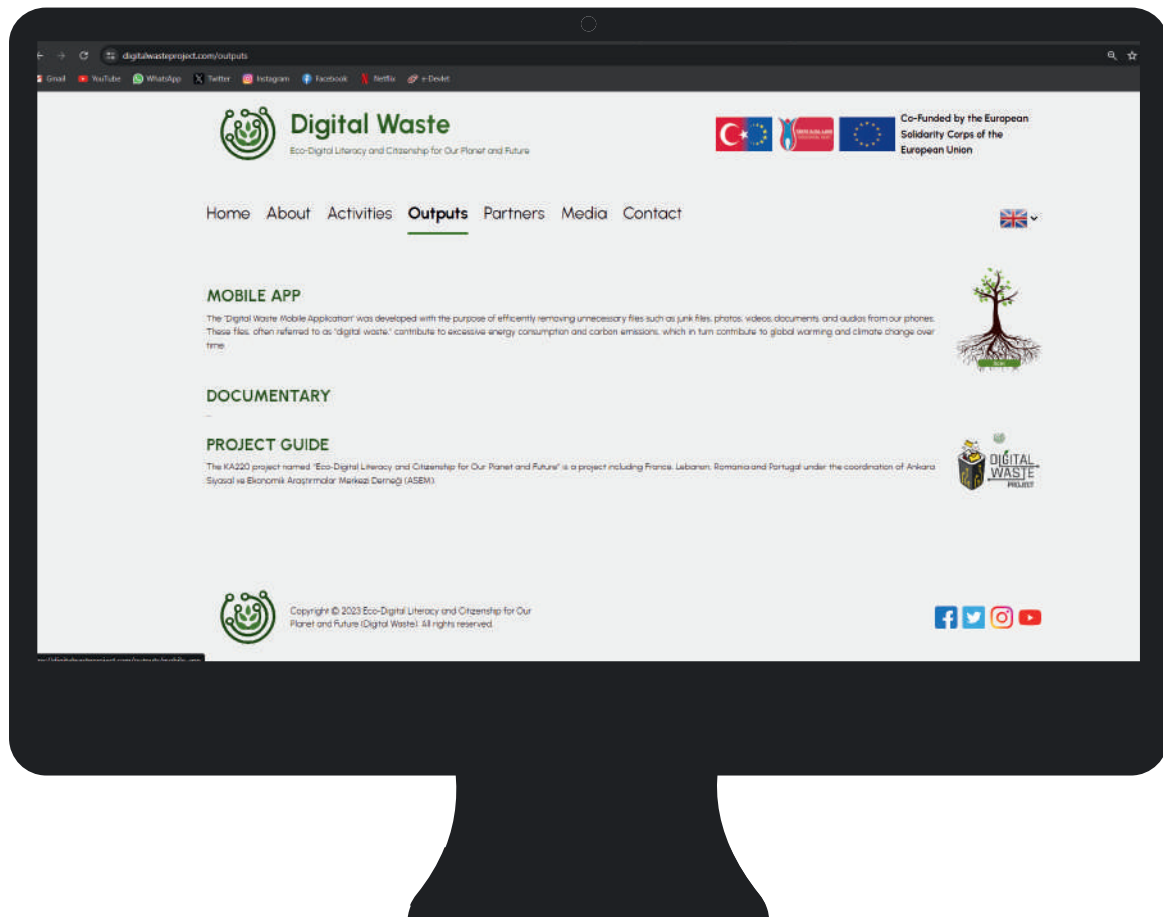 digitalwasteproject.com/outputs
Gmail YouTube WhatsApp Twitter Instagram Facebook Netflix e-Devlet
Digital Waste
Eco-Digital Literacy and Citizenship for Our Planet and Future
Co-Funded by the European
Solidarity Corps of the
European Union
Home About Activities Outputs Partners Media Contact
MOBILE APP
The "Digital Waste Mobile Application" was developed with the purpose of efficiently removing unnecessary files such as junk files, photos, videos, documents, and audios from our phones.
These files, often referred to as "digital waste," contribute to excessive energy consumption and carbon emissions, which in turn contribute to global warming and climate change over
time.
DOCUMENTARY
...
PROJECT GUIDE
The KA220 project named "Eco-Digital Literacy and Citizenship for Our Planet and Future" is a project including France, Lebanon, Romania and Portugal under the coordination of Ankara
Siyasal ve Ekonomik Araştırmalar Merkezi Derneği (ASEM).
DIGITAL
WASTE
PROJECT
Copyright © 2023 Eco-Digital Literacy and Citizenship for Our
Planet and Future (Digital Waste). All rights reserved.